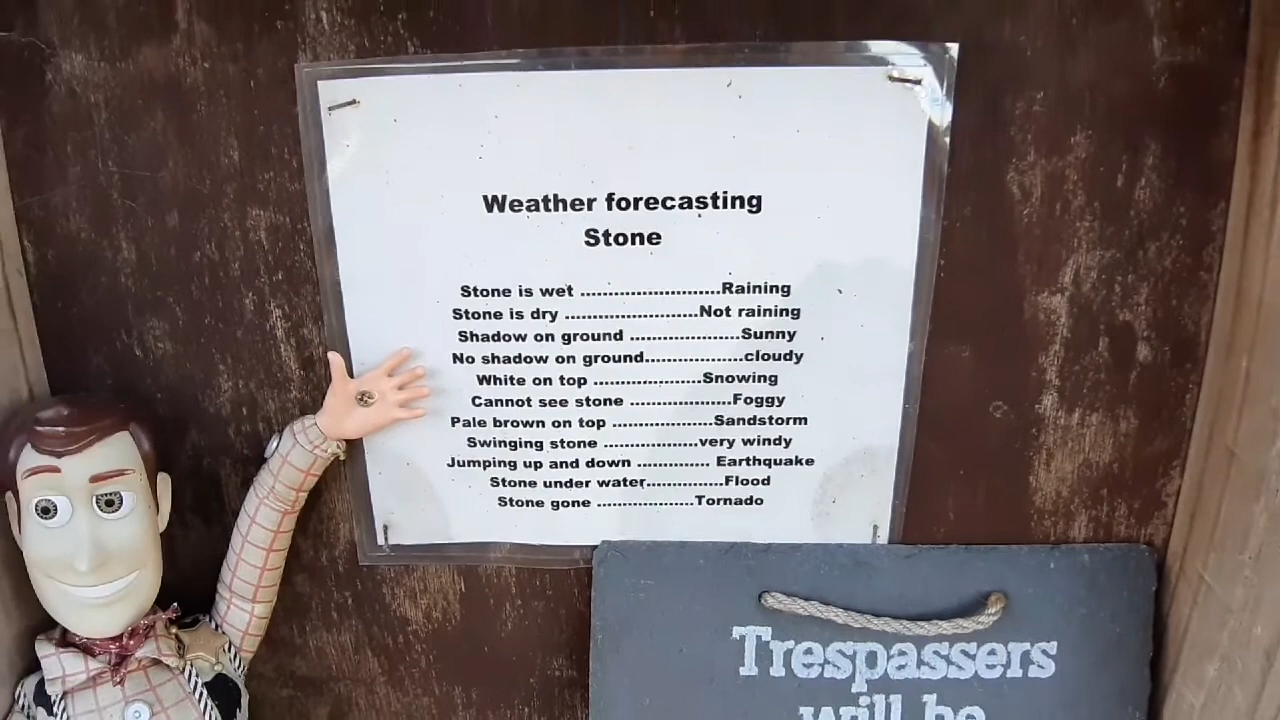 Weather forecasting
Stone
Stone is wet .........................Raining
Stone is dry ........................Not raining
Shadow on ground ....................Sunny
No shadow on ground..................cloudy
White on top ...................Snowing
Cannot see stone ..................Foggy
Pale brown on top ..................Sandstorm
Swinging stone .................very windy
Jumping up and down .............. Earthquake
Stone under water..............Flood
Stone gone ..................Tornado
Trespassers
will be